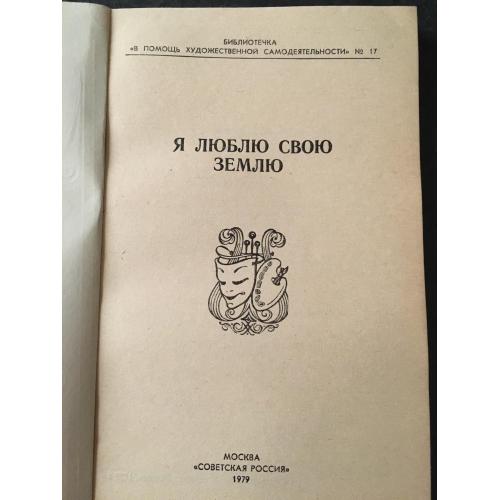 БИБЛИОТЕЧКА
«В ПОМОЩЬ ХУДОЖЕСТВЕННОЙ САМОДЕЯТЕЛЬНОСТИ» № 17
Я ЛЮБЛЮ СВОЮ
ЗЕМЛЮ
МОСКВА
«СОВЕТСКАЯ РОССИЯ»
1979